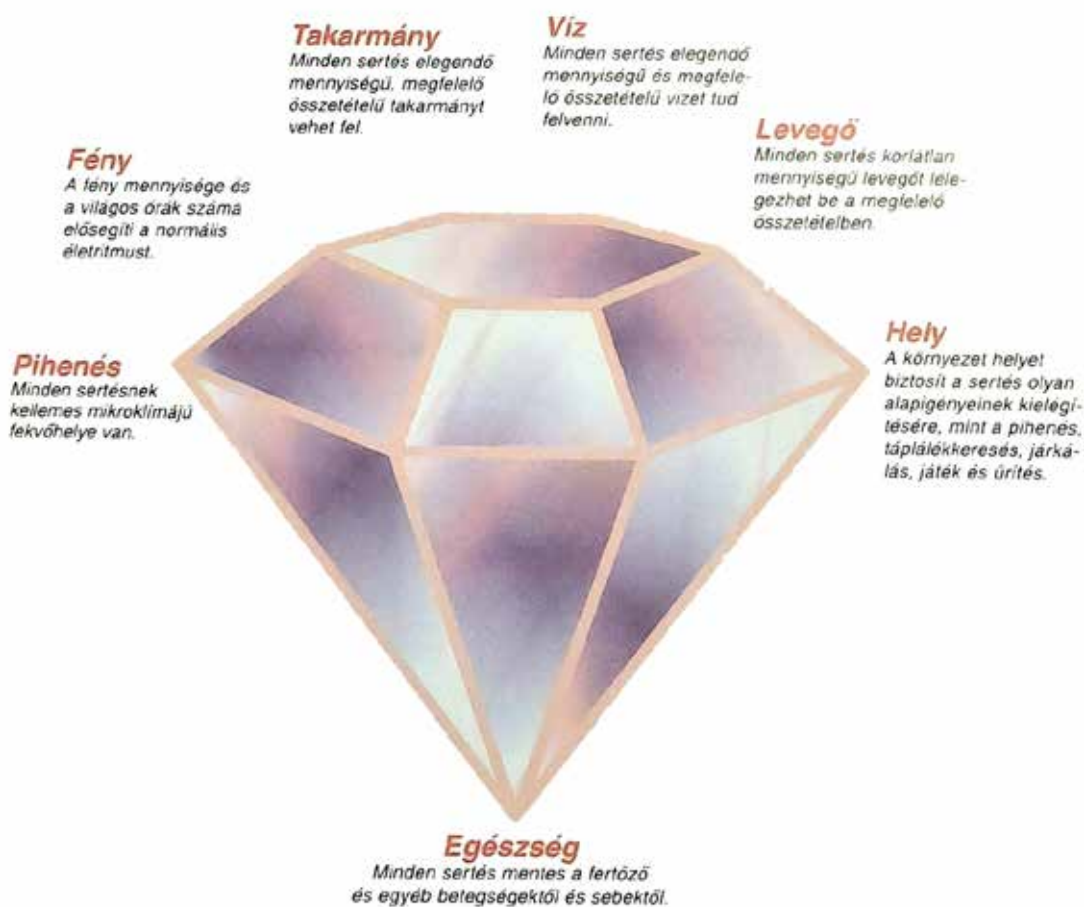 Takarmány
Minden sertés elegendő
mennyiségű, megfelelő
összetételű takarmányt
vehet fel.
Víz
Minden sertés elegendő
mennyiségű és megfele-
lő összetételű vizet tud
felvenni.
Levegő
Minden sertés korlátlan
mennyiségű levegőt léle-
gezhet be a megfelelő
összetételben.
Fény
A fény mennyisége és
a világos órák száma
elősegíti a normális
életritmust.
Hely
A környezet helyet
biztosít a sertés olyan
alapigényeinek kielégí-
tésére, mint a pihenés,
táplálékkeresés, járká-
lás, játék és ürítés.
Pihenés
Minden sertésnek
kellemes mikroklímájú
fekvőhelye van.
Egészség
Minden sertés mentes a fertőző
és egyéb betegségektől és sebektől.